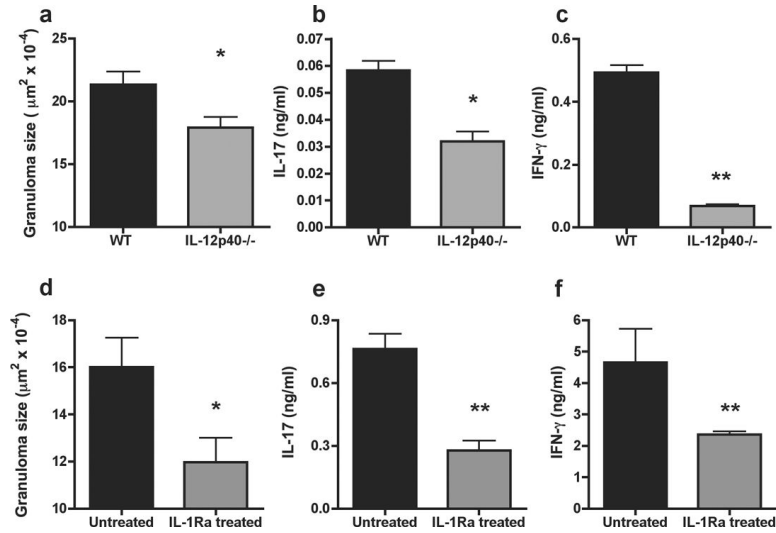 a
Granuloma size ( µm² x 10⁻⁴)
25
20
15
10
*
WT
IL-12p40-/-
b
IL-17 (ng/ml)
0.07
0.06
0.05
0.04
0.03
0.02
0.01
0.00
*
WT
IL-12p40-/-
c
IFN-γ (ng/ml)
0.6
0.4
0.2
0.0
**
WT
IL-12p40-/-
d
Granuloma size (µm² x 10⁻⁴)
18
16
14
12
10
*
Untreated
IL-1Ra treated
e
IL-17 (ng/ml)
0.9
0.6
0.3
0.0
**
Untreated
IL-1Ra treated
f
IFN-γ (ng/ml)
6
5
4
3
2
1
0
**
Untreated
IL-1Ra treated